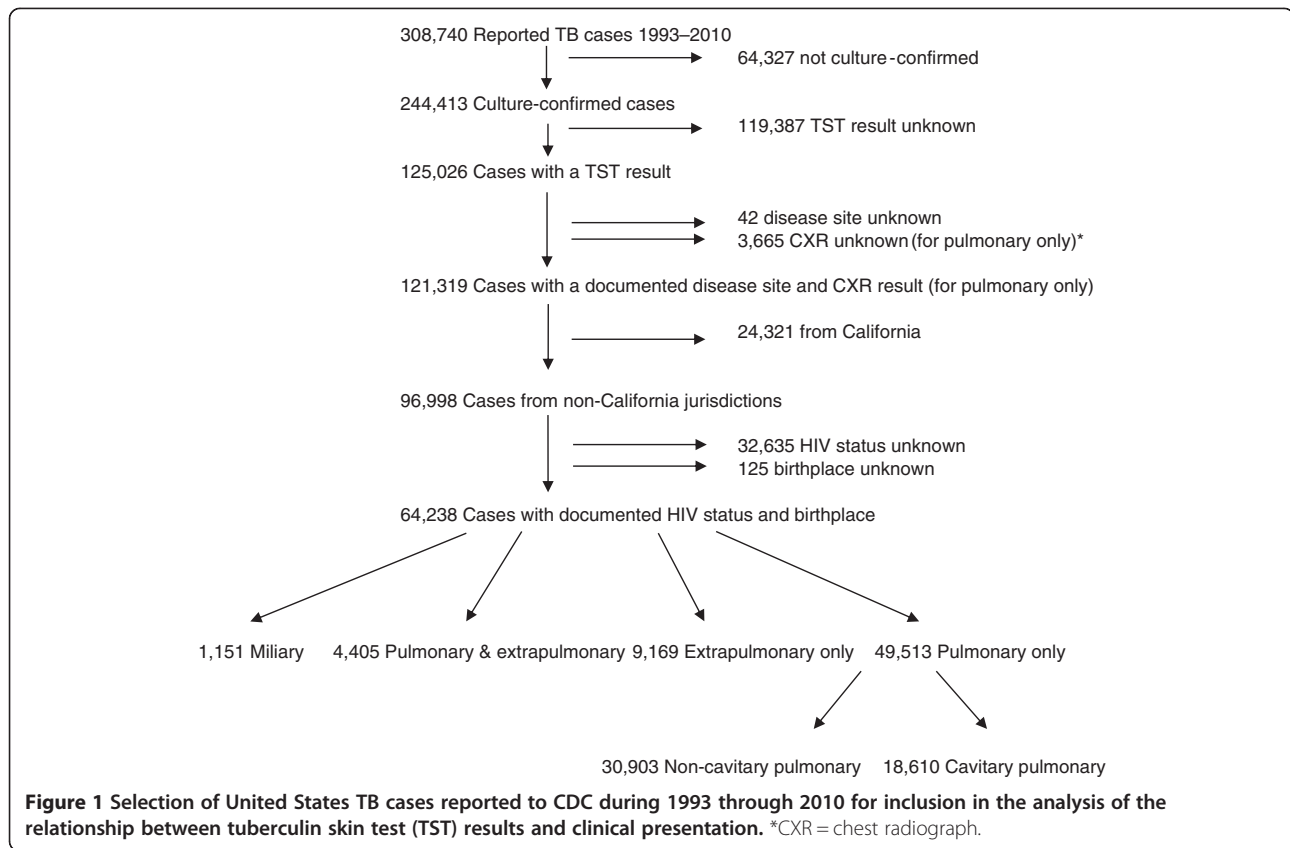 308,740 Reported TB cases 1993–2010
64,327 not culture-confirmed
244,413 Culture-confirmed cases
119,387 TST result unknown
125,026 Cases with a TST result
42 disease site unknown
3,665 CXR unknown (for pulmonary only)*
121,319 Cases with a documented disease site and CXR result (for pulmonary only)
24,321 from California
96,998 Cases from non-California jurisdictions
32,635 HIV status unknown
125 birthplace unknown
64,238 Cases with documented HIV status and birthplace
1,151 Miliary 4,405 Pulmonary & extrapulmonary 9,169 Extrapulmonary only 49,513 Pulmonary only
30,903 Non-cavitary pulmonary 18,610 Cavitary pulmonary
Figure 1 Selection of United States TB cases reported to CDC during 1993 through 2010 for inclusion in the analysis of the
relationship between tuberculin skin test (TST) results and clinical presentation. *CXR = chest radiograph.